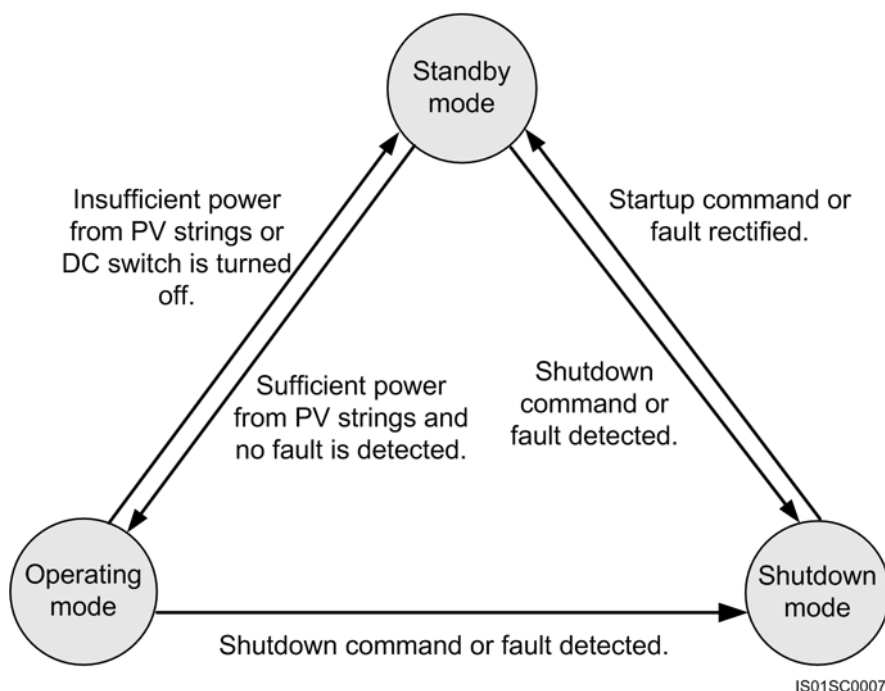 Standby
mode
Insufficient power
from PV strings or
DC switch is turned
off.
Startup command or
fault rectified.
Sufficient power
from PV strings and
no fault is detected.
Shutdown
command or
fault detected.
Operating
mode
Shutdown
mode
Shutdown command or fault detected.
IS01SC0007